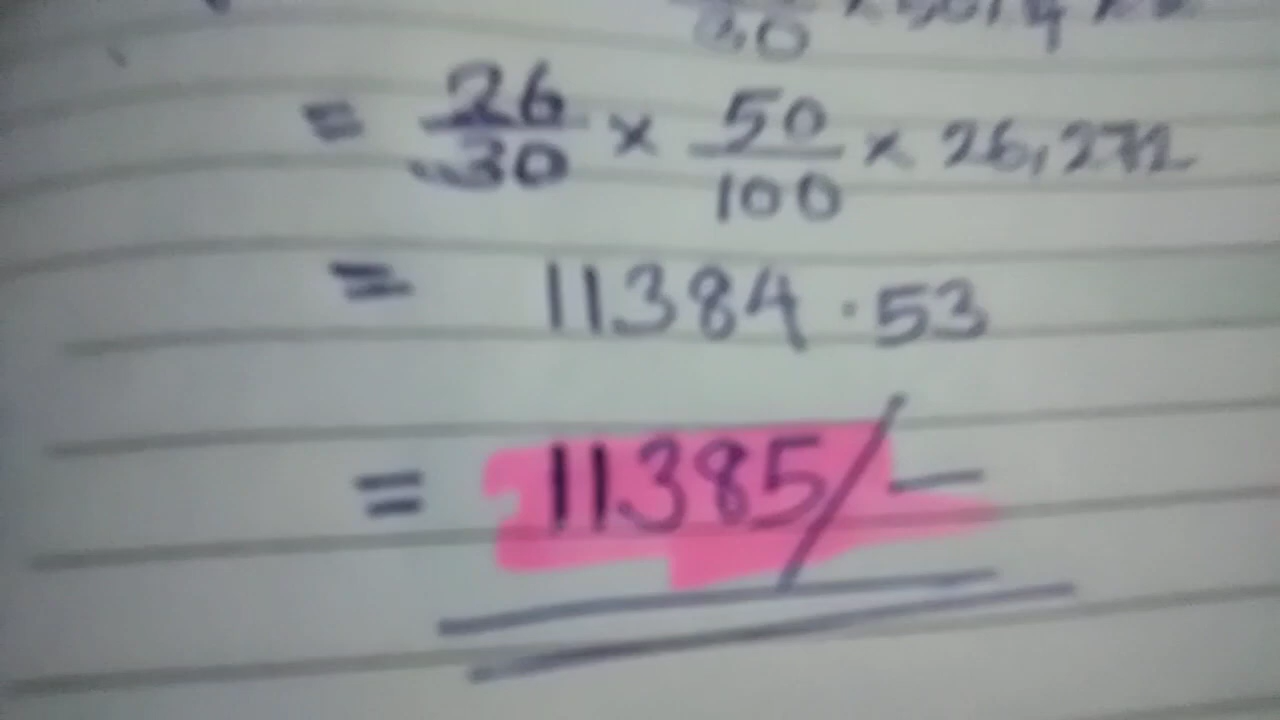 = 26/30 × 50/100 × 26,272
= 11384.53
= 11385/—